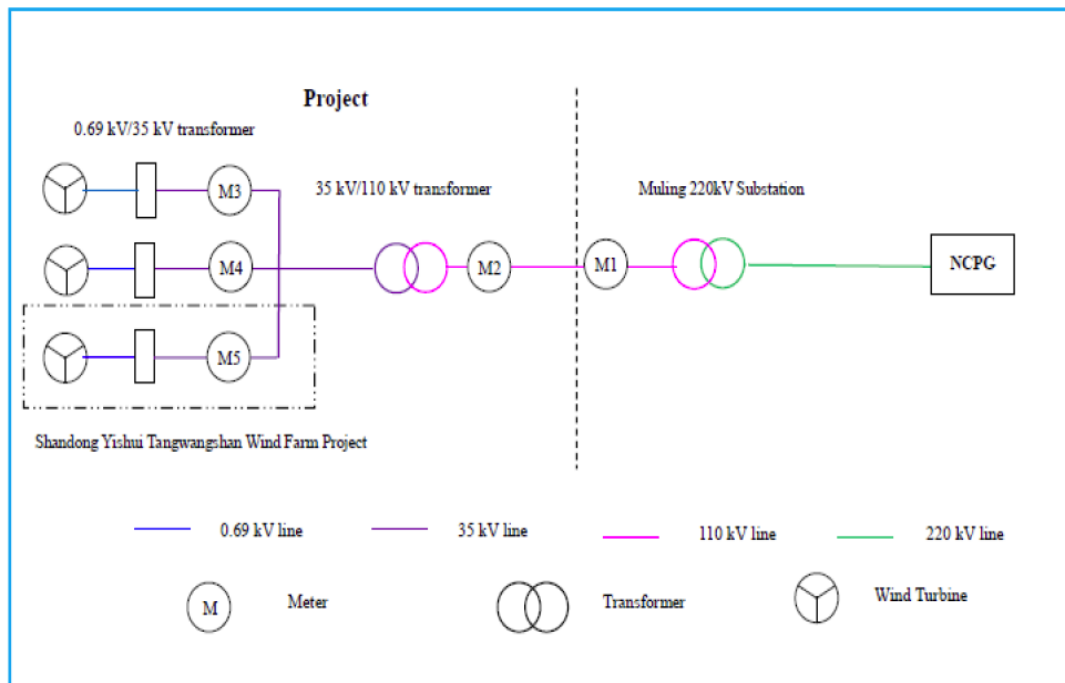 Project
0.69 kV/35 kV transformer
M3
35 kV/110 kV transformer
Muling 220kV Substation
M4
M2
M1
NCPG
M5
Shandong Yishui Tangwangshan Wind Farm Project
0.69 kV line
35 kV line
110 kV line
220 kV line
M
Meter
Transformer
Wind Turbine